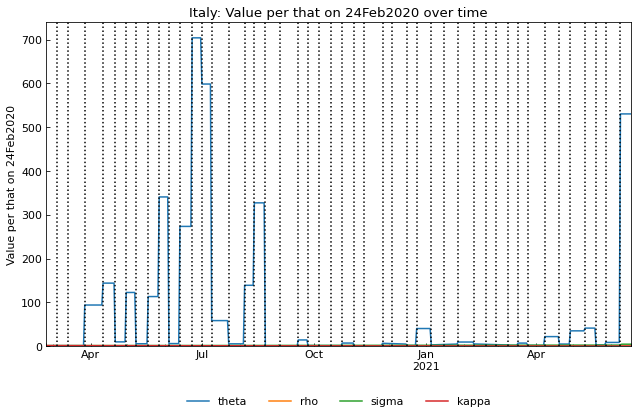 Italy: Value per that on 24Feb2020 over time
700
600
500
400
300
200
100
0
Value per that on 24Feb2020
Apr
Jul
Oct
Jan
2021
Apr
theta
rho
sigma
kappa